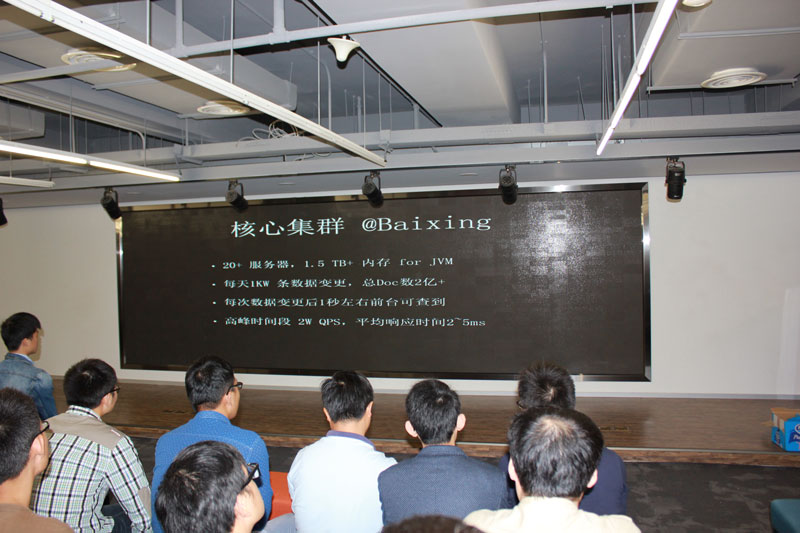 核心集群 @Baixing
· 20+ 服务器，1.5 TB+ 内存 for JVM
· 每天1KW 条数据变更，总Doc数2亿+
· 每次数据变更后1秒左右前台可查到
· 高峰时间段 2W QPS，平均响应时间2~5ms